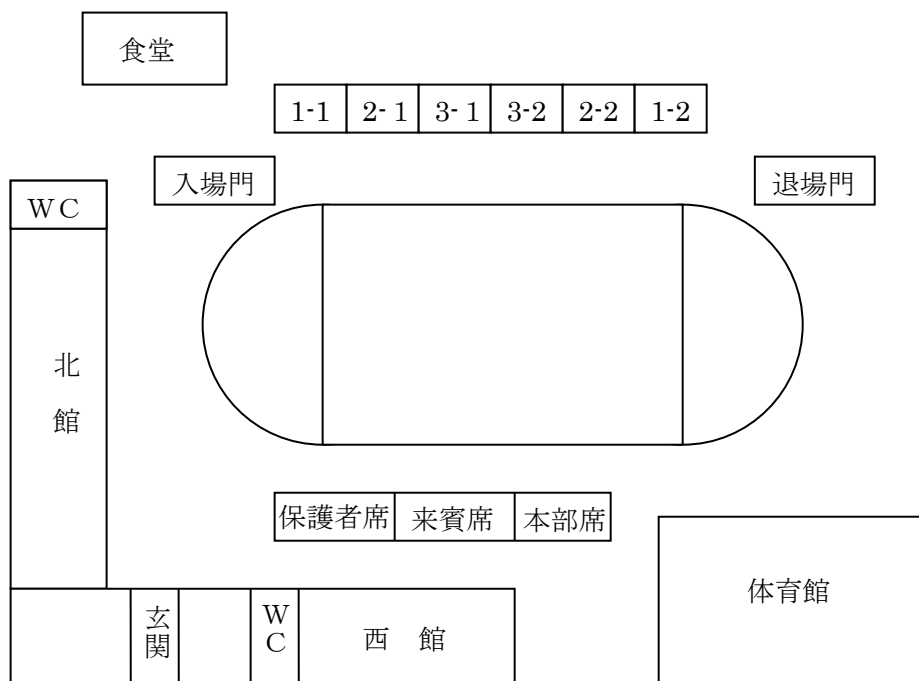 食堂
1-1 2-1 3-1 3-2 2-2 1-2
入場門
退場門
WC
北館
保護者席 来賓席 本部席
体育館
玄関
WC
西 館